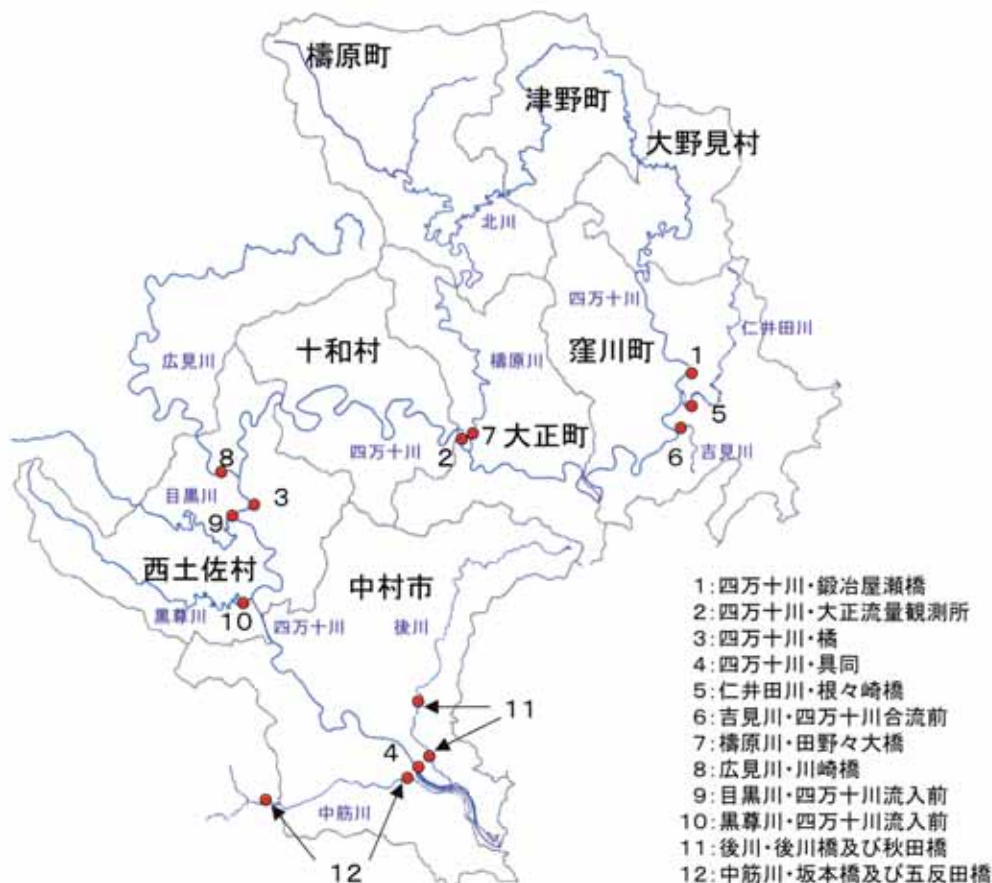 檮原町
津野町
大野見村
北川
四万十川
仁井田川
十和村
広見川
檮原川
窪川町
1
5
四万十川
2
7
大正町
6
吉見川
8
目黒川
3
9
西土佐村
中村市
黒尊川
10
四万十川
後川
11
4
中筋川
12
1:四万十川・鍛冶屋瀬橋
2:四万十川・大正流量観測所
3:四万十川・橘
4:四万十川・具同
5:仁井田川・根々崎橋
6:吉見川・四万十川合流前
7:檮原川・田野々大橋
8:広見川・川崎橋
9:目黒川・四万十川流入前
10:黒尊川・四万十川流入前
11:後川・後川橋及び秋田橋
12:中筋川・坂本橋及び五反田橋